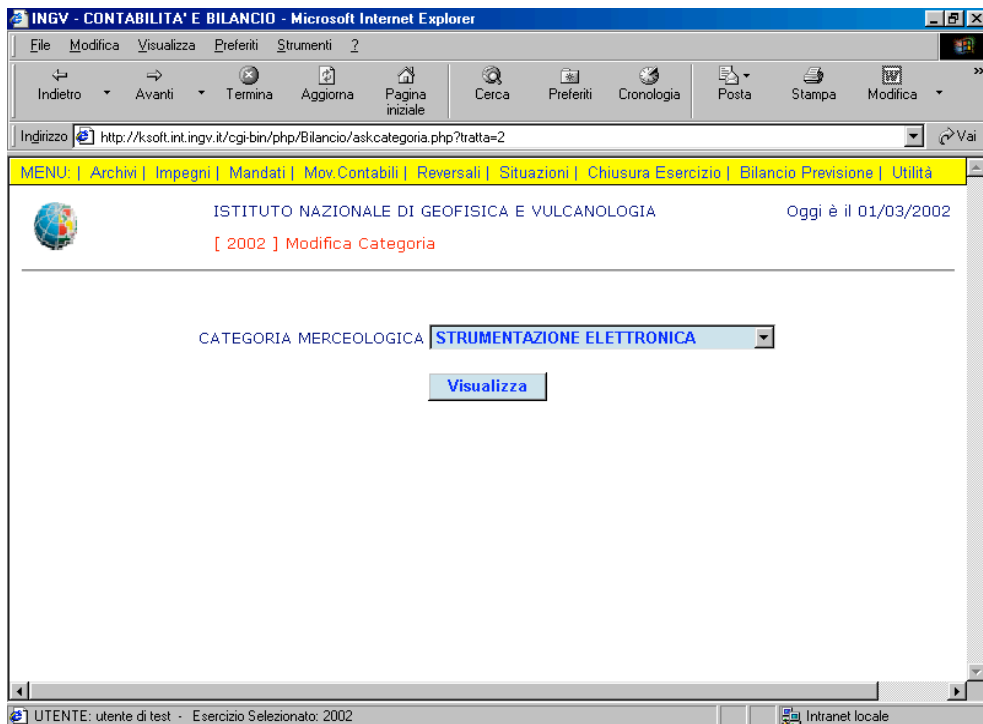 INGV - CONTABILITA' E BILANCIO - Microsoft Internet Explorer
File Modifica Visualizza Preferiti Strumenti ?
Indietro Avanti Termina Aggiorna Pagina iniziale Cerca Preferiti Cronologia Posta Stampa Modifica »
Indirizzo http://ksoft.int.ingv.it/cgi-bin/php/Bilancio/askcategoria.php?tratta=2 Vai
MENU: | Archivi | Impegni | Mandati | Mov.Contabili | Reversali | Situazioni | Chiusura Esercizio | Bilancio Previsione | Utilità
ISTITUTO NAZIONALE DI GEOFISICA E VULCANOLOGIA Oggi è il 01/03/2002
[ 2002 ] Modifica Categoria
CATEGORIA MERCEOLOGICA STRUMENTAZIONE ELETTRONICA
Visualizza
UTENTE: utente di test - Esercizio Selezionato: 2002 Intranet locale